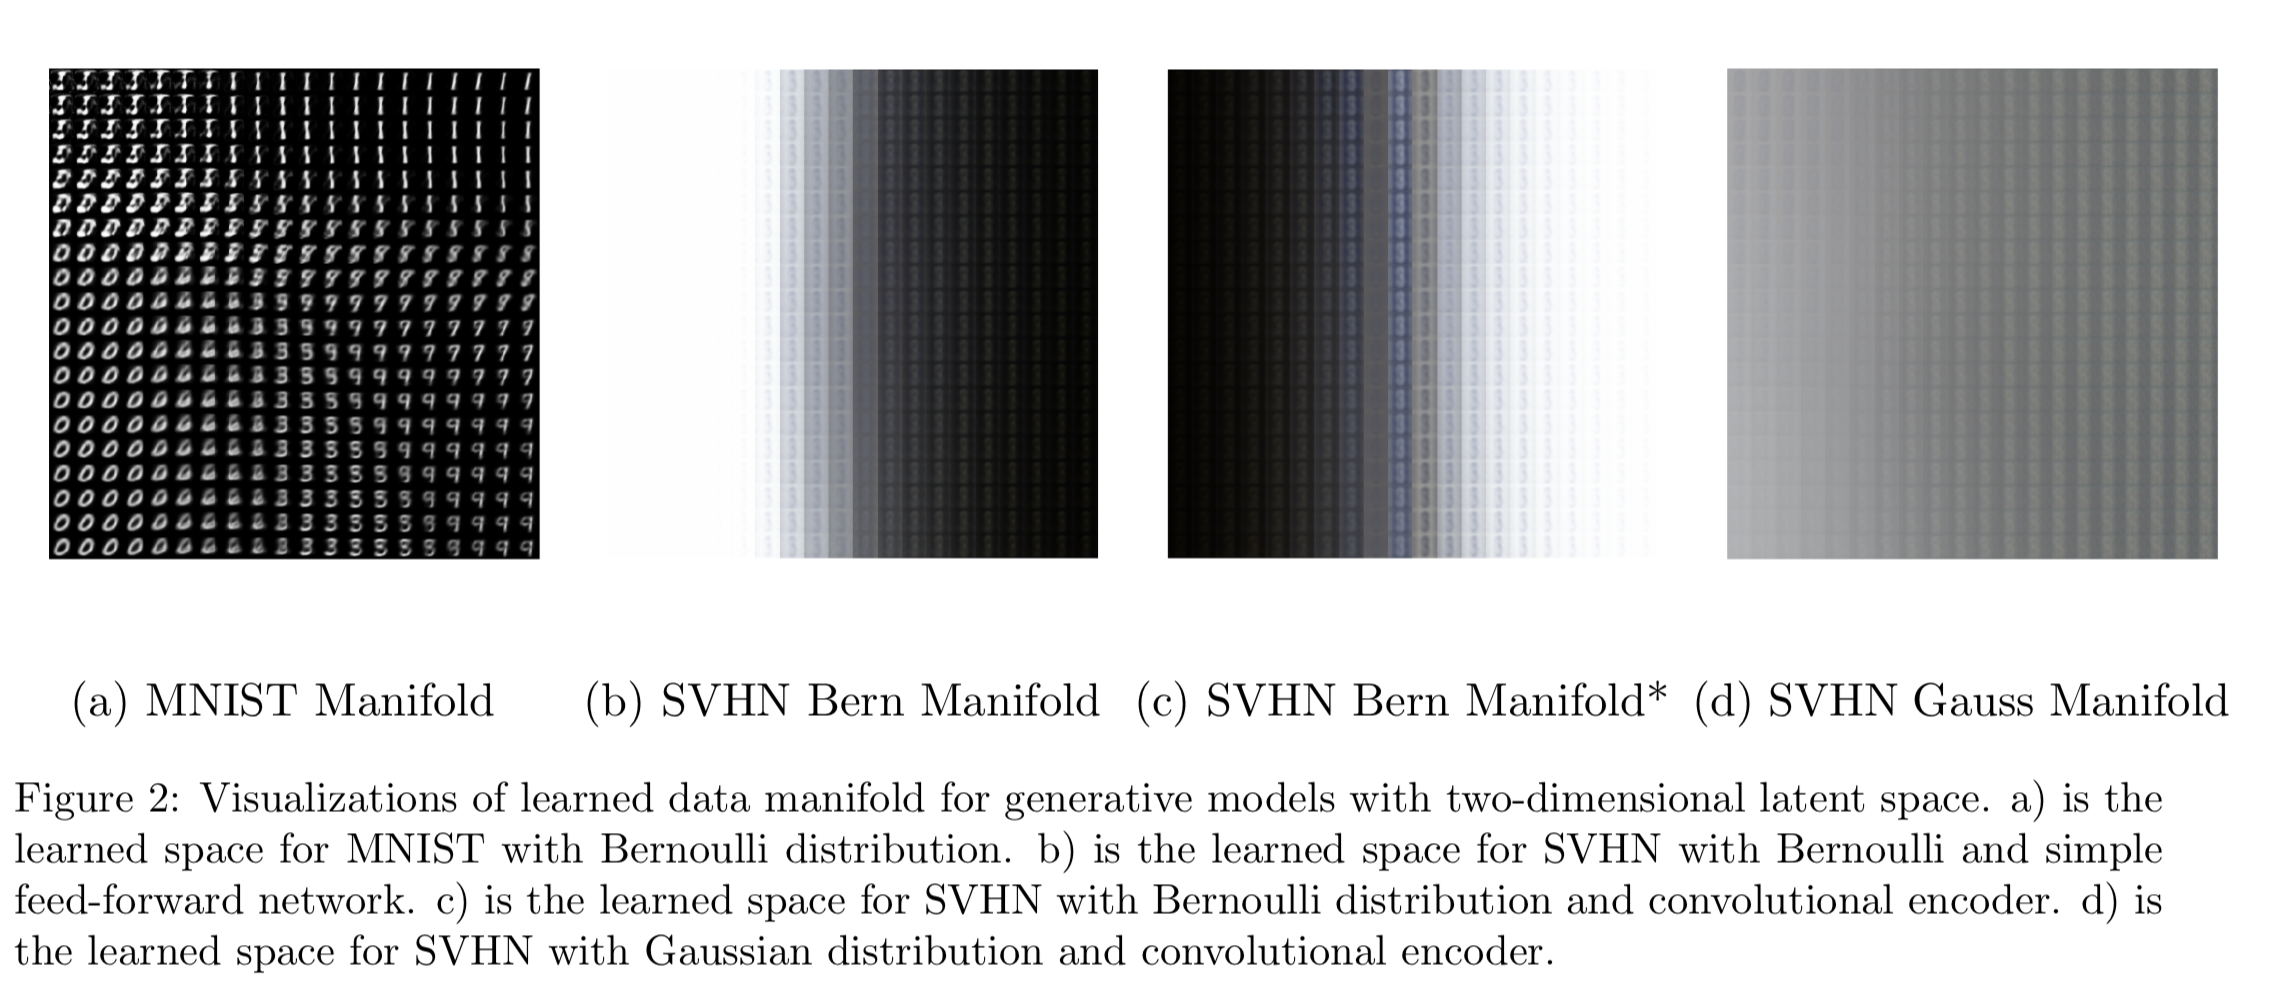 (a) MNIST Manifold (b) SVHN Bern Manifold (c) SVHN Bern Manifold* (d) SVHN Gauss Manifold
Figure 2: Visualizations of learned data manifold for generative models with two-dimensional latent space. a) is the
learned space for MNIST with Bernoulli distribution. b) is the learned space for SVHN with Bernoulli and simple
feed-forward network. c) is the learned space for SVHN with Bernoulli distribution and convolutional encoder. d) is
the learned space for SVHN with Gaussian distribution and convolutional encoder.